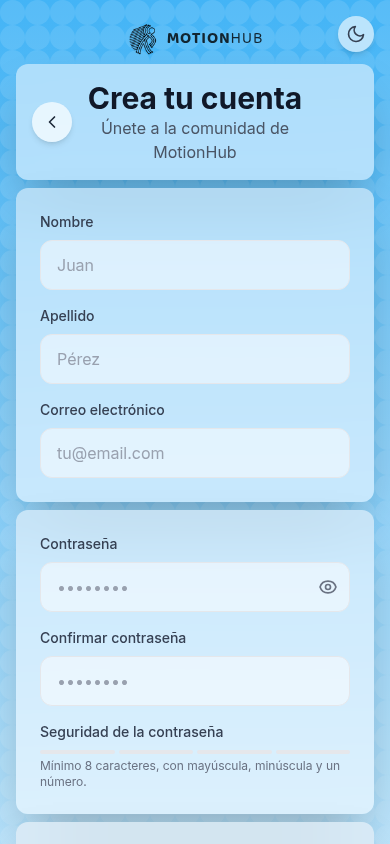 MOTIONHUB
Crea tu cuenta
Únete a la comunidad de
MotionHub
Nombre
Juan
Apellido
Pérez
Correo electrónico
tu@email.com
Contraseña
••••••••
Confirmar contraseña
••••••••
Seguridad de la contraseña
Mínimo 8 caracteres, con mayúscula, minúscula y un
número.